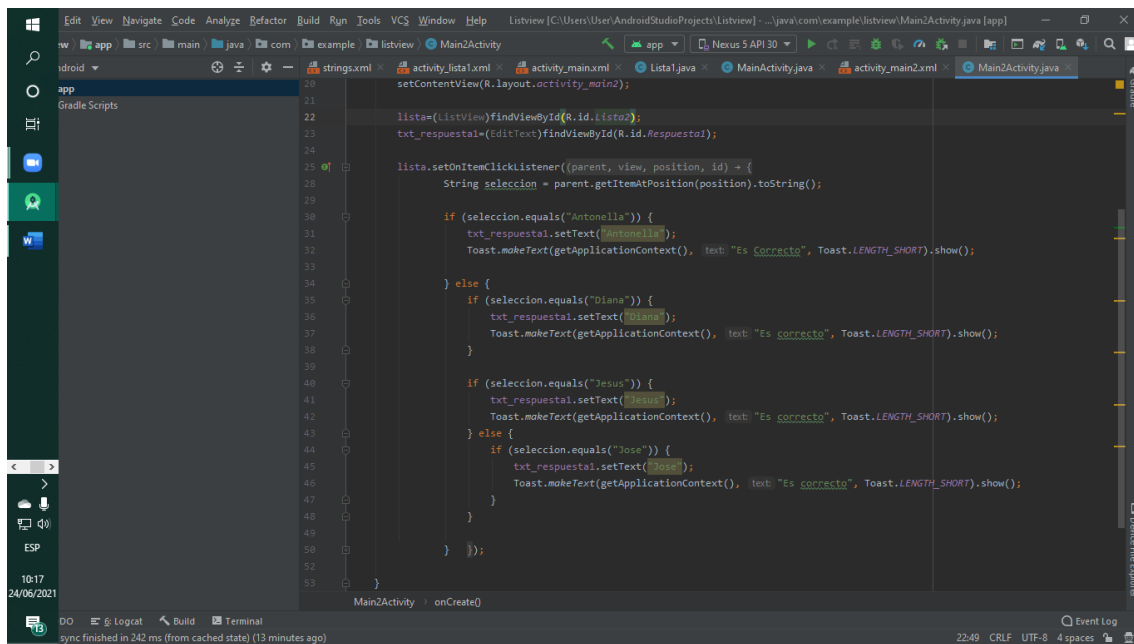 Edit View Navigate Code Analyze Refactor Build Run Tools VCS Window Help Listview [C:\Users\User\AndroidStudioProjects\Listview] - ...\java\com\example\listview\Main2Activity.java [app]
app src main java com example listview Main2Activity app Nexus 5 API 30
ndroid
strings.xml activity_lista1.xml activity_main.xml Lista1.java MainActivity.java activity_main2.xml Main2Activity.java
app
Gradle Scripts
20 setContentView(R.layout.activity_main2);
21
22 lista=(ListView)findViewById(R.id.Lista2);
23 txt_respuesta1=(EditText)findViewById(R.id.Respuesta1);
24
25 lista.setOnItemClickListener((parent, view, position, id) → {
28 String seleccion = parent.getItemAtPosition(position).toString();
29
30 if (seleccion.equals("Antonella")) {
31 txt_respuesta1.setText("Antonella");
32 Toast.makeText(getApplicationContext(), text: "Es Correcto", Toast.LENGTH_SHORT).show();
33
34 } else {
35 if (seleccion.equals("Diana")) {
36 txt_respuesta1.setText("Diana");
37 Toast.makeText(getApplicationContext(), text: "Es correcto", Toast.LENGTH_SHORT).show();
38 }
39
40 if (seleccion.equals("Jesus")) {
41 txt_respuesta1.setText("Jesus");
42 Toast.makeText(getApplicationContext(), text: "Es correcto", Toast.LENGTH_SHORT).show();
43 } else {
44 if (seleccion.equals("Jose")) {
45 txt_respuesta1.setText("Jose");
46 Toast.makeText(getApplicationContext(), text: "Es correcto", Toast.LENGTH_SHORT).show();
47 }
48 }
49
50 } });
52
53 }
Main2Activity › onCreate()
ESP
10:17
24/06/2021
13
DO 6: Logcat Build Terminal Event Log
sync finished in 242 ms (from cached state) (13 minutes ago) 22:49 CRLF UTF-8 4 spaces